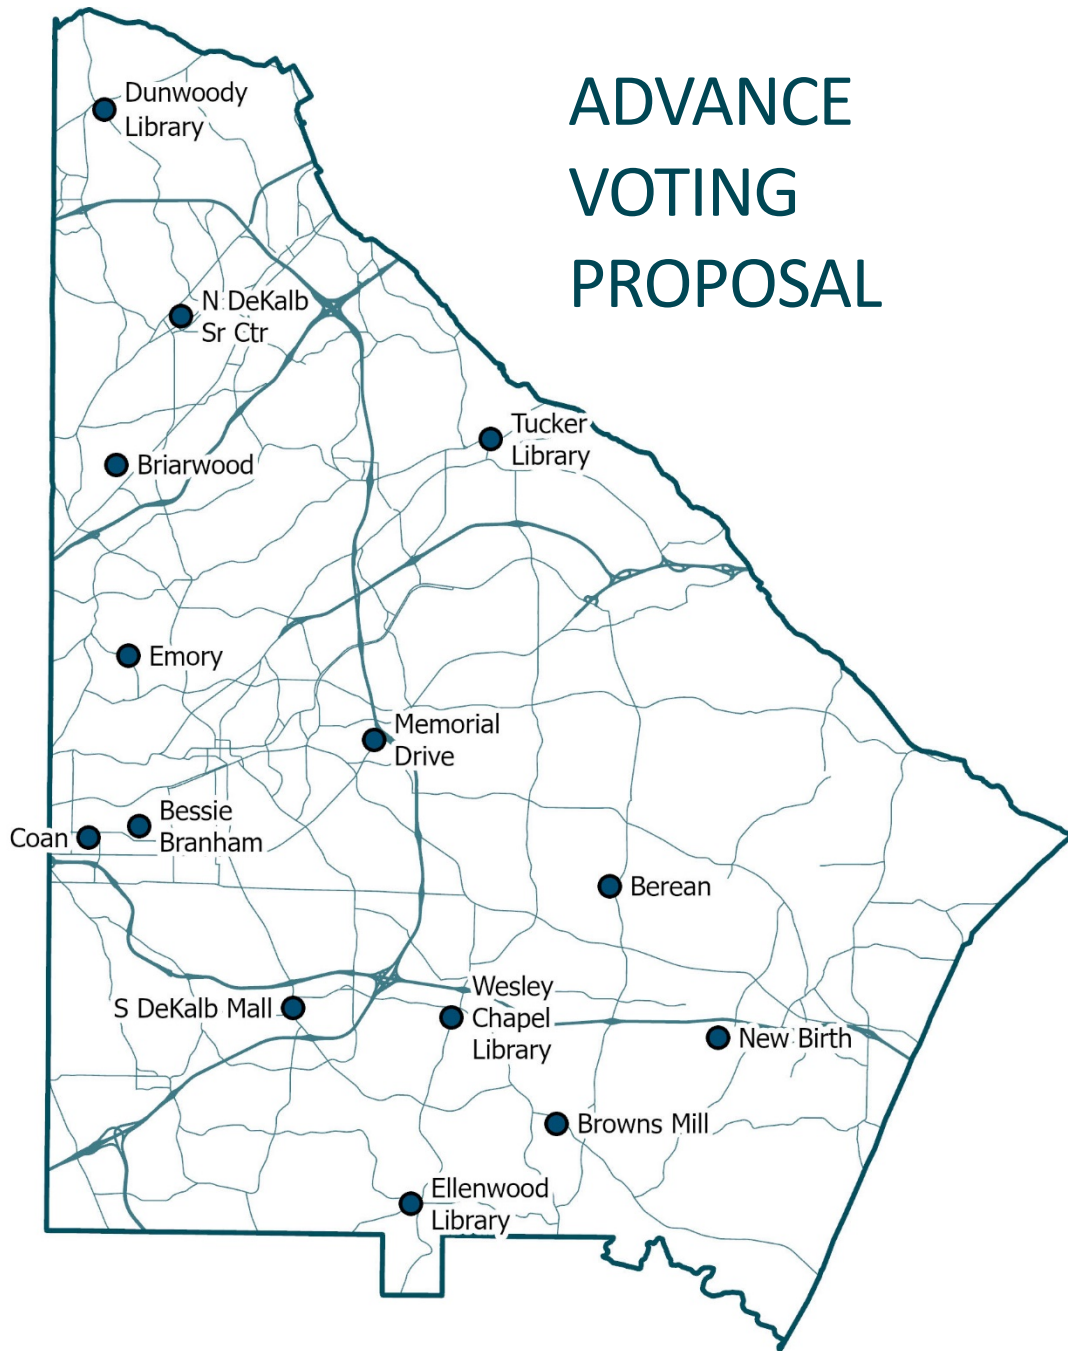 ADVANCE
VOTING
PROPOSAL
Dunwoody
Library
N DeKalb
Sr Ctr
Tucker
Library
Briarwood
Emory
Memorial
Drive
Bessie
Branham
Coan
Berean
Wesley
Chapel
Library
S DeKalb Mall
New Birth
Browns Mill
Ellenwood
Library